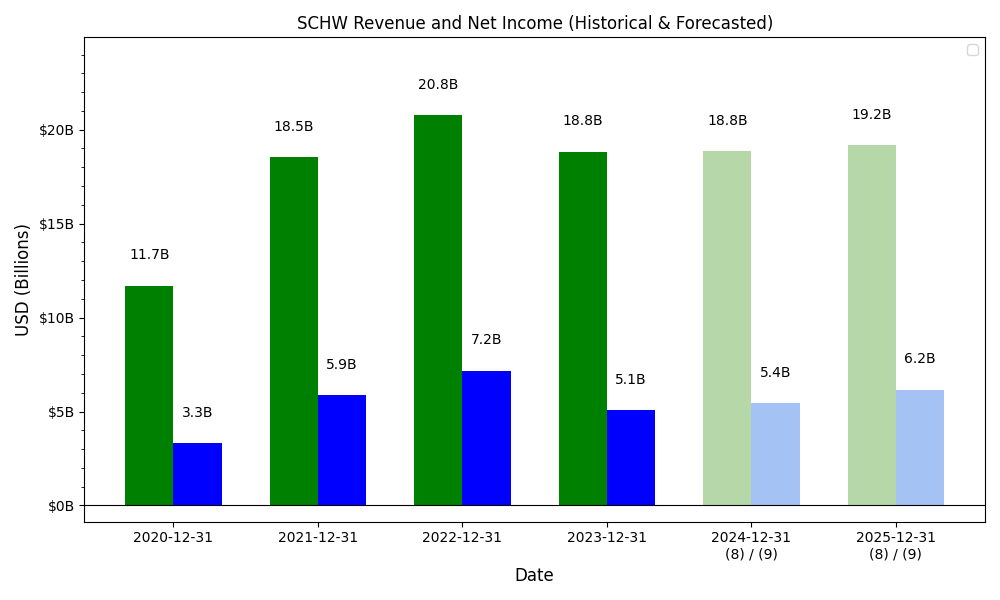 SCHW Revenue and Net Income (Historical & Forecasted)
USD (Billions)
$20B
$15B
$10B
$5B
$0B
11.7B
3.3B
18.5B
5.9B
20.8B
7.2B
18.8B
5.1B
18.8B
5.4B
19.2B
6.2B
2020-12-31
2021-12-31
2022-12-31
2023-12-31
2024-12-31
(8) / (9)
2025-12-31
(8) / (9)
Date